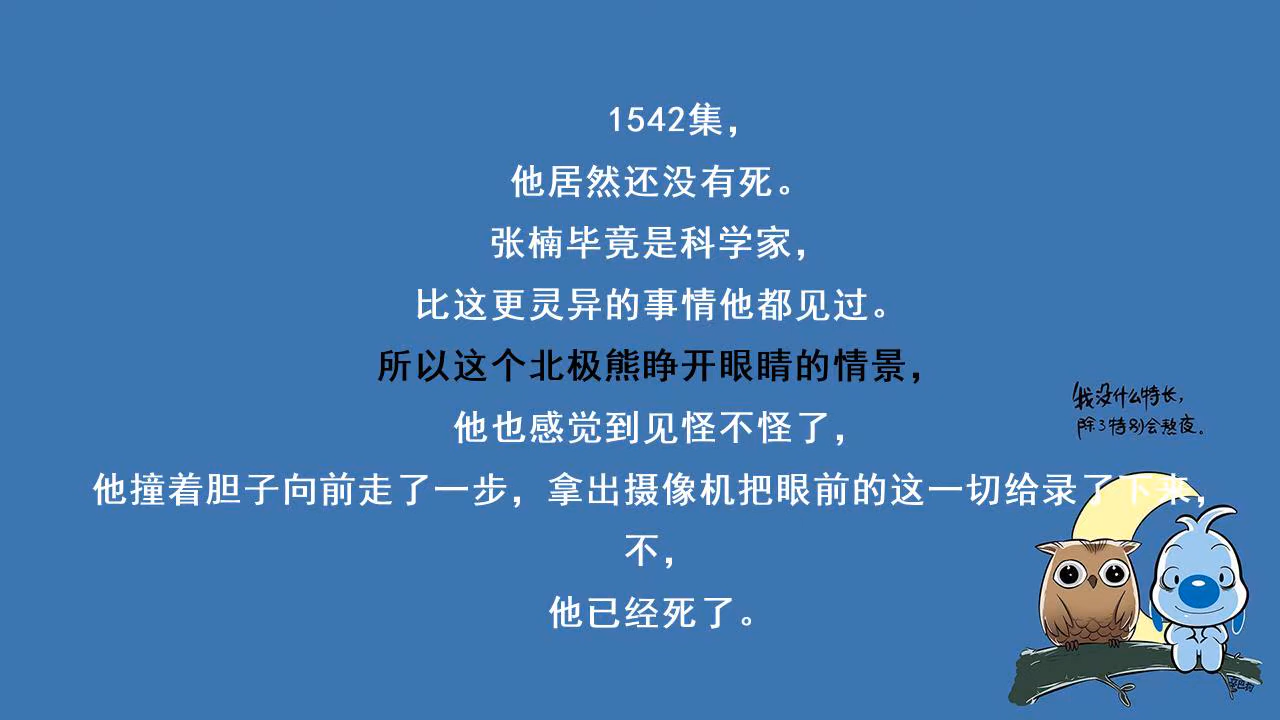 1542集，
他居然还没有死。
张楠毕竟是科学家，
比这更灵异的事情他都见过。
所以这个北极熊睁开眼睛的情景，
他也感觉到见怪不怪了，
他撞着胆子向前走了一步，拿出摄像机把眼前的这一切给录了下来，
不，
他已经死了。
我没什么特长，
除了特别会熬夜。